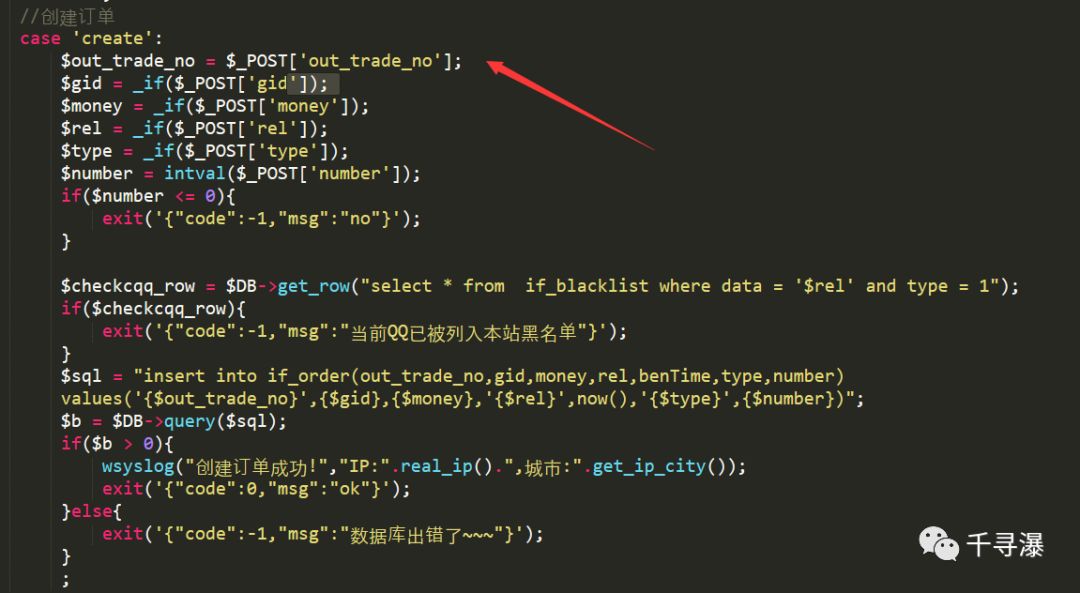 //创建订单
case 'create':
$out_trade_no = $_POST['out_trade_no'];
$gid = _if($_POST['gid']);
$money = _if($_POST['money']);
$rel = _if($_POST['rel']);
$type = _if($_POST['type']);
$number = intval($_POST['number']);
if($number <= 0){
exit('{"code":-1,"msg":"no"}');
}
$checkcqq_row = $DB->get_row("select * from  if_blacklist where data = '$rel' and type = 1");
if($checkcqq_row){
exit('{"code":-1,"msg":"当前QQ已被列入本站黑名单"}');
}
$sql = "insert into if_order(out_trade_no,gid,money,rel,benTime,type,number)
values('{$out_trade_no}',{$gid},{$money},'{$rel}',now(),'{$type}',{$number})";
$b = $DB->query($sql);
if($b > 0){
wsyslog("创建订单成功!","IP:".real_ip().",城市:".get_ip_city());
exit('{"code":0,"msg":"ok"}');
}else{
exit('{"code":-1,"msg":"数据库出错了~~~"}');
}
;
千寻瀑